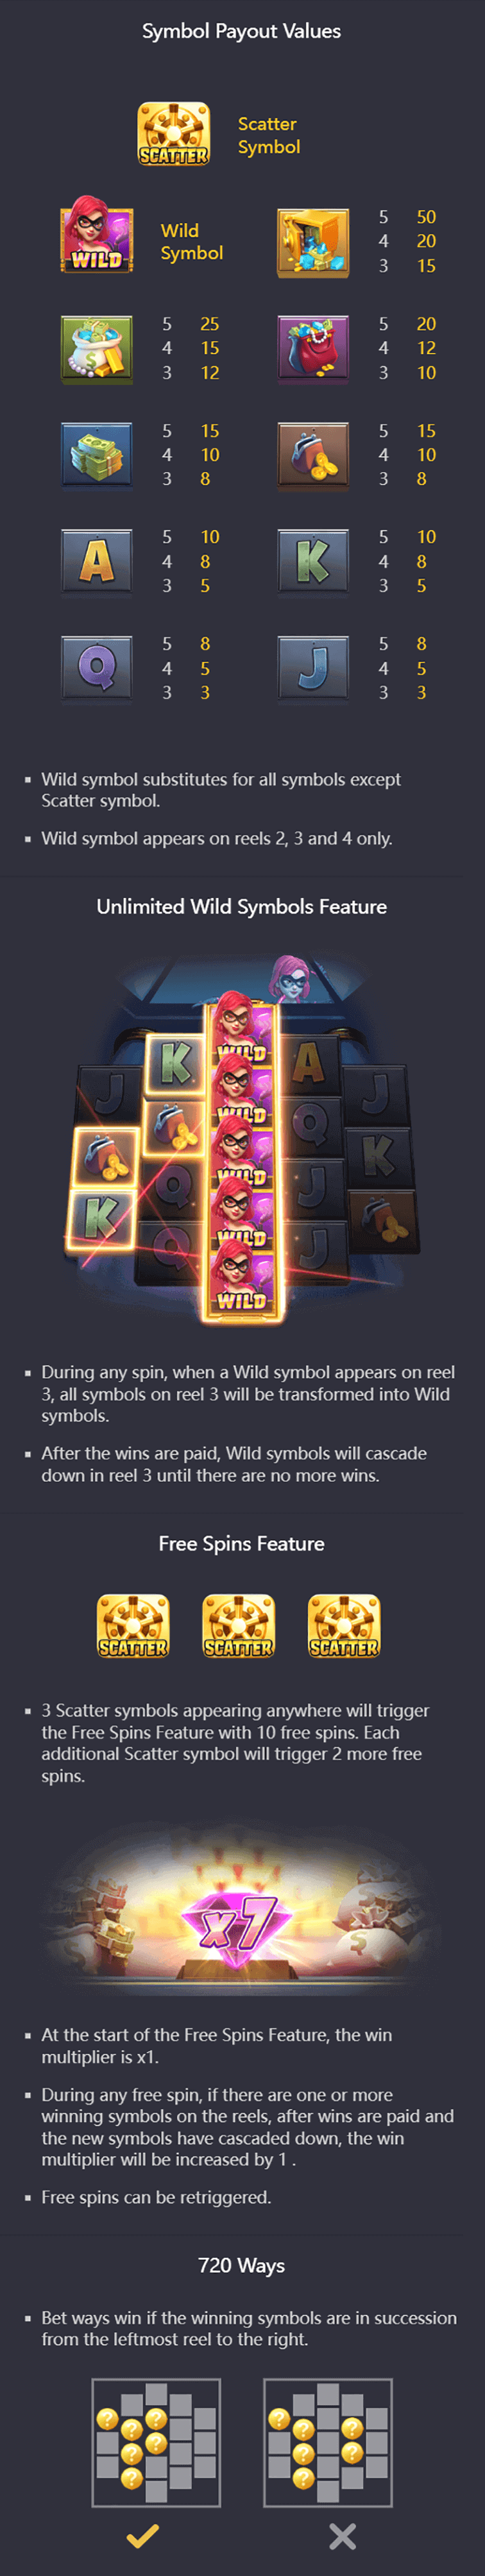 Symbol Payout Values
SCATTER
Scatter
Symbol
WILD
Wild
Symbol
5 50
4 20
3 15
5 25
4 15
3 12
5 20
4 12
3 10
5 15
4 10
3 8
5 15
4 10
3 8
A
5 10
4 8
3 5
K
5 10
4 8
3 5
Q
5 8
4 5
3 3
J
5 8
4 5
3 3
Wild symbol substitutes for all symbols except
Scatter symbol.
Wild symbol appears on reels 2, 3 and 4 only.
Unlimited Wild Symbols Feature
K WILD A
J WILD Q J
WILD K
K Q WILD J
Q WILD J
WILD
During any spin, when a Wild symbol appears on reel
3, all symbols on reel 3 will be transformed into Wild
symbols.
After the wins are paid, Wild symbols will cascade
down in reel 3 until there are no more wins.
Free Spins Feature
SCATTER SCATTER SCATTER
3 Scatter symbols appearing anywhere will trigger
the Free Spins Feature with 10 free spins. Each
additional Scatter symbol will trigger 2 more free
spins.
x7
$
$
At the start of the Free Spins Feature, the win
multiplier is x1.
During any free spin, if there are one or more
winning symbols on the reels, after wins are paid and
the new symbols have cascaded down, the win
multiplier will be increased by 1 .
Free spins can be retriggered.
720 Ways
Bet ways win if the winning symbols are in succession
from the leftmost reel to the right.
? ? ? ? ? ?
? ? ? ? ? ?